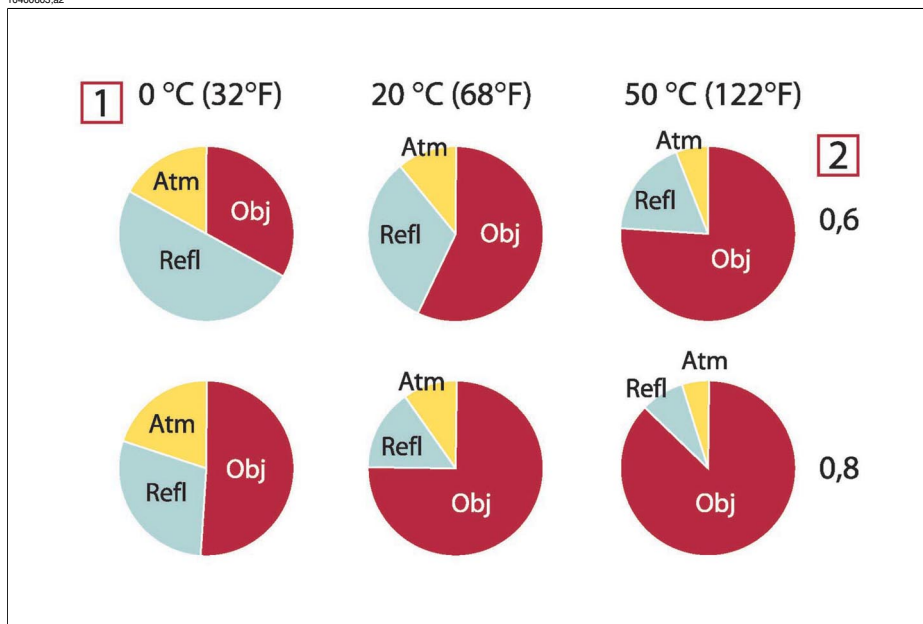 1 0 °C (32°F) 20 °C (68°F) 50 °C (122°F)
2
Atm Obj Refl
Atm Obj Refl
Atm Refl Obj
0,6
Atm Obj Refl
Atm Refl Obj
Atm Refl Obj
0,8